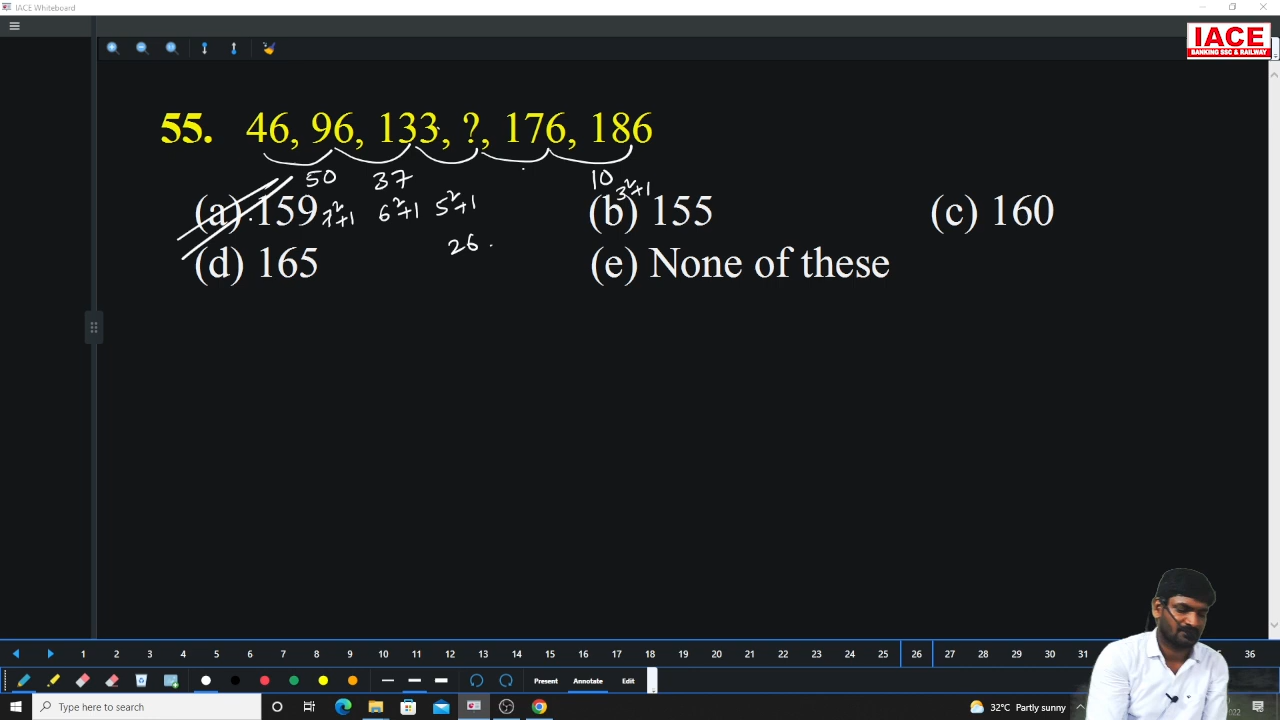 IACE Whiteboard
IACE
BANKING SSC & RAILWAY
55. 46, 96, 133, ?, 176, 186
50 37 10
(a) 159 7²+1 6²+1 5²+1 3²+1 (b) 155 (c) 160
26
(d) 165 (e) None of these
1 2 3 4 5 6 7 8 9 10 11 12 13 14 15 16 17 18 19 20 21 22 23 24 25 26 27 28 29 30 31 35 36
Present Annotate Edit
Type here to search
32°C Partly sunny